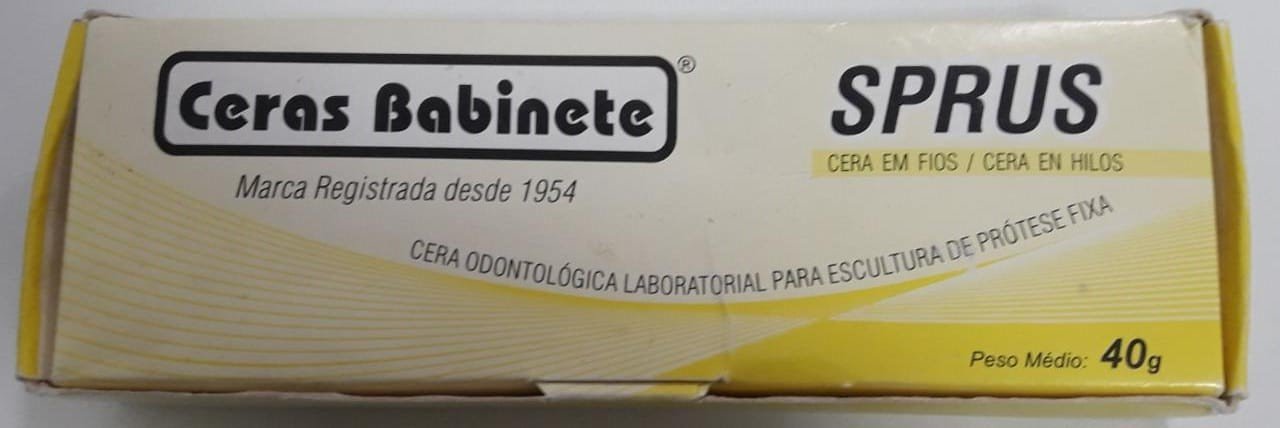 Ceras Babinete®
Marca Registrada desde 1954
SPRUS
CERA EM FIOS / CERA EN HILOS
CERA ODONTOLÓGICA LABORATORIAL PARA ESCULTURA DE PRÓTESE FIXA
Peso Médio: 40g